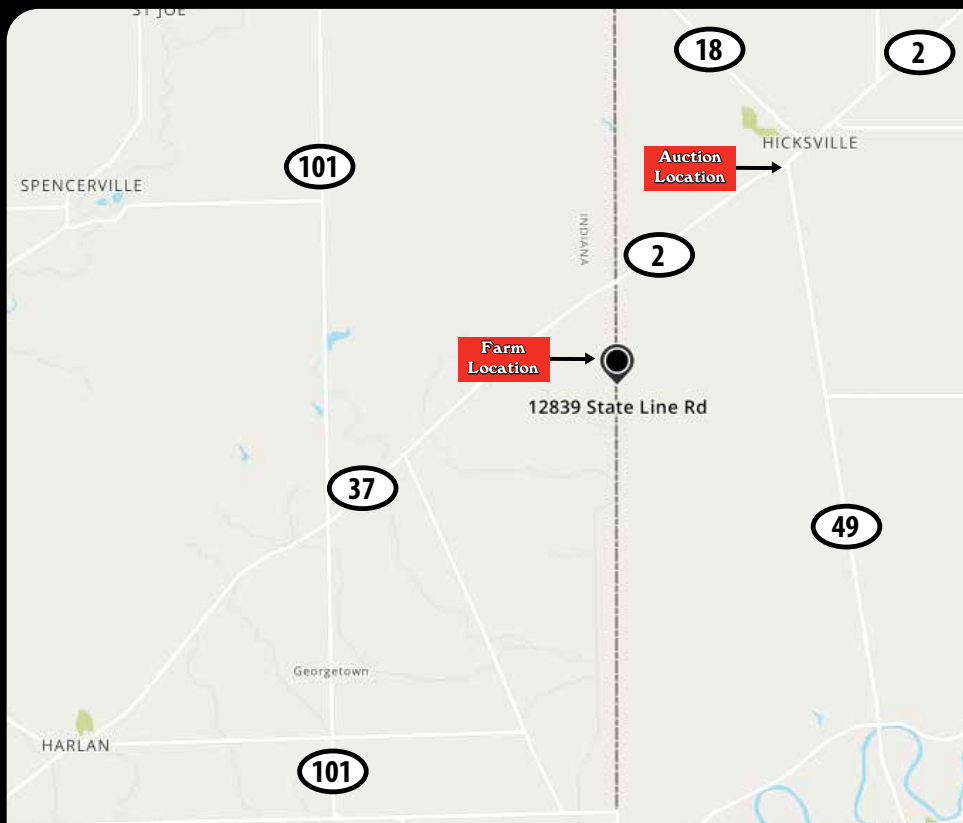 ST JOE
18
2
HICKSVILLE
Auction
Location
101
SPENCERVILLE
INDIANA
2
Farm
Location
12839 State Line Rd
37
49
Georgetown
HARLAN
101